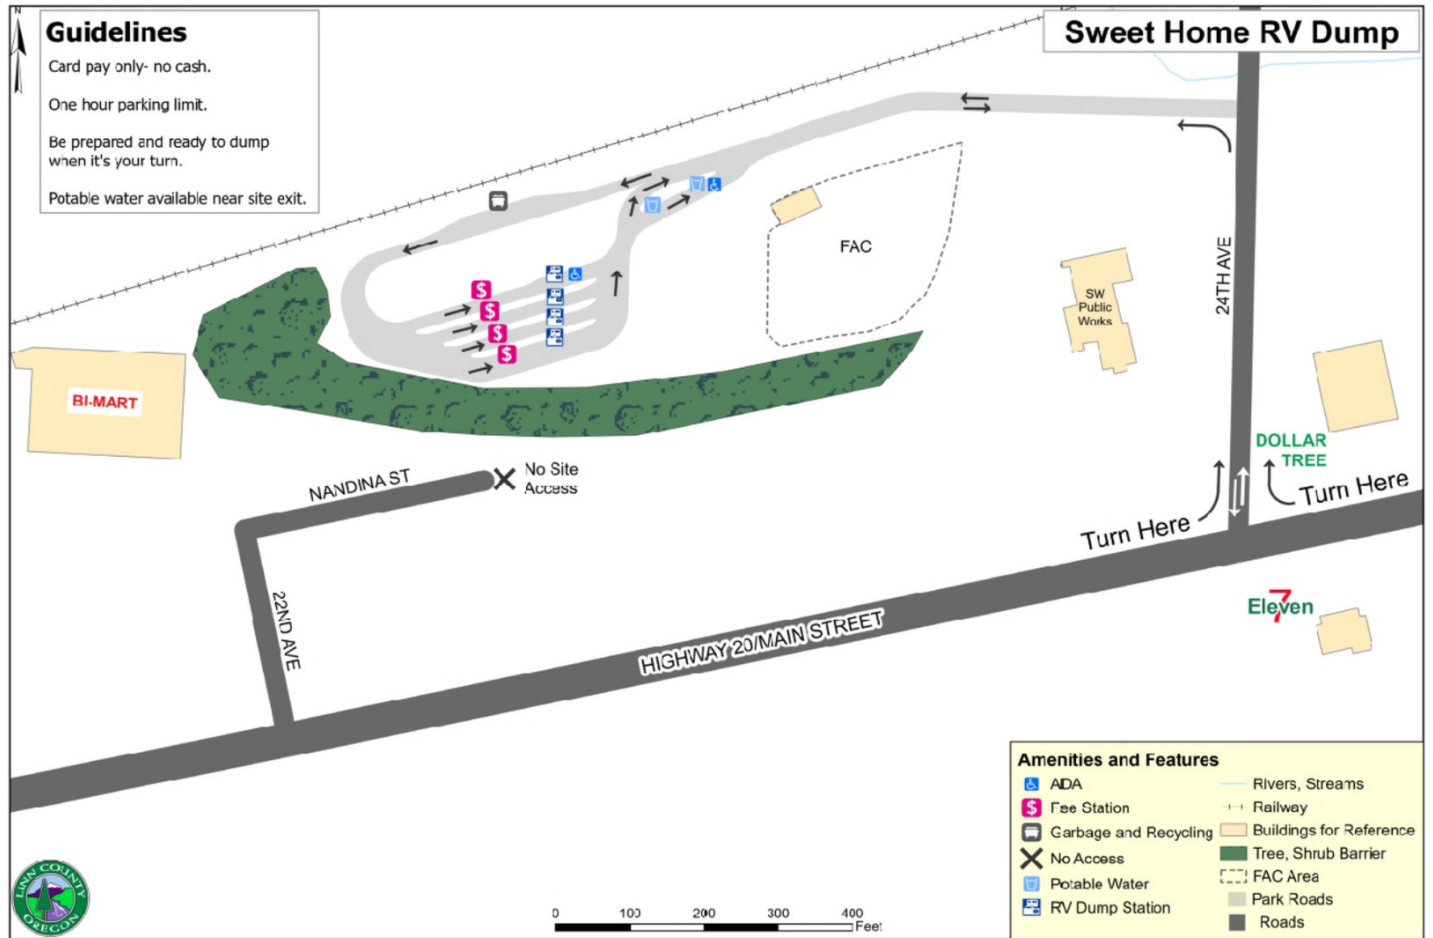 N
Guidelines
Card pay only- no cash.
One hour parking limit.
Be prepared and ready to dump
when it's your turn.
Potable water available near site exit.
Sweet Home RV Dump
FAC
SW
Public
Works
24TH AVE
$
$
$
$
BI-MART
DOLLAR
TREE
NANDINA ST
No Site
Access
Turn Here
Turn Here
22ND AVE
HIGHWAY 20/MAIN STREET
7
Eleven
Amenities and Features
ADA
$ Fee Station
Garbage and Recycling
No Access
Potable Water
RV Dump Station
Rivers, Streams
Railway
Buildings for Reference
Tree, Shrub Barrier
FAC Area
Park Roads
Roads
LINN COUNTY
OREGON
0 100 200 300 400
Feet